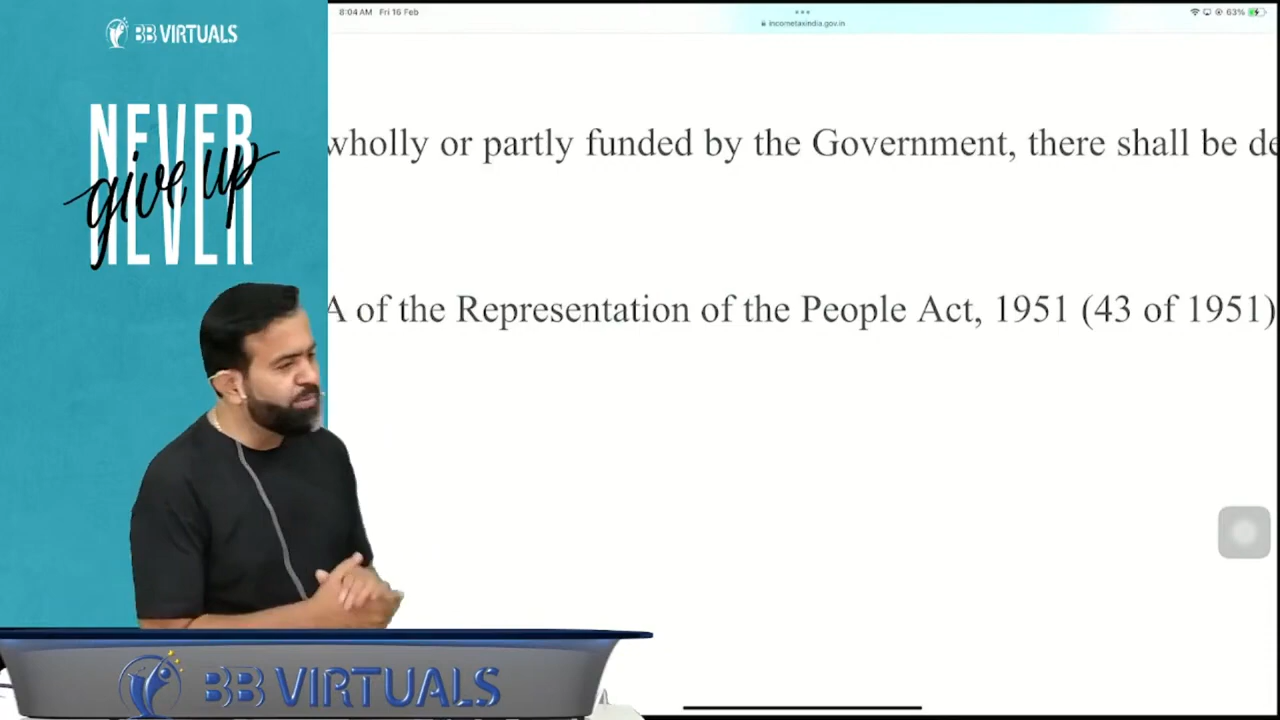 BB VIRTUALS
8:04 AM Fri 16 Feb
incometaxindia.gov.in
63%
NEVER
give up
NEVER
wholly or partly funded by the Government, there shall be de
A of the Representation of the People Act, 1951 (43 of 1951)
BB VIRTUALS